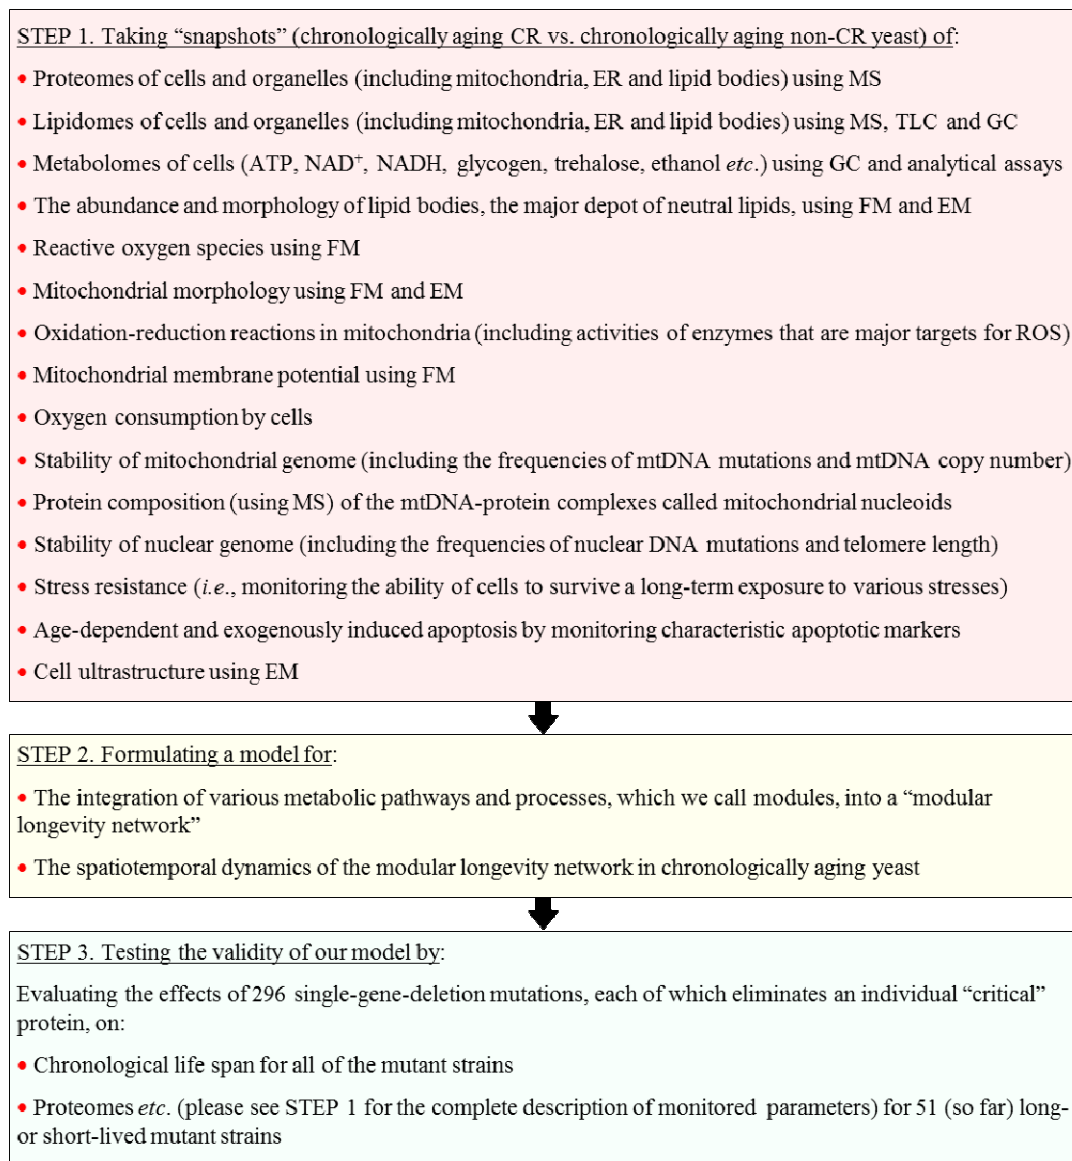 STEP 1. Taking “snapshots” (chronologically aging CR vs. chronologically aging non-CR yeast) of:
• Proteomes of cells and organelles (including mitochondria, ER and lipid bodies) using MS
• Lipidomes of cells and organelles (including mitochondria, ER and lipid bodies) using MS, TLC and GC
• Metabolomes of cells (ATP, NAD⁺, NADH, glycogen, trehalose, ethanol etc.) using GC and analytical assays
• The abundance and morphology of lipid bodies, the major depot of neutral lipids, using FM and EM
• Reactive oxygen species using FM
• Mitochondrial morphology using FM and EM
• Oxidation-reduction reactions in mitochondria (including activities of enzymes that are major targets for ROS)
• Mitochondrial membrane potential using FM
• Oxygen consumption by cells
• Stability of mitochondrial genome (including the frequencies of mtDNA mutations and mtDNA copy number)
• Protein composition (using MS) of the mtDNA-protein complexes called mitochondrial nucleoids
• Stability of nuclear genome (including the frequencies of nuclear DNA mutations and telomere length)
• Stress resistance (i.e., monitoring the ability of cells to survive a long-term exposure to various stresses)
• Age-dependent and exogenously induced apoptosis by monitoring characteristic apoptotic markers
• Cell ultrastructure using EM
STEP 2. Formulating a model for:
• The integration of various metabolic pathways and processes, which we call modules, into a “modular
longevity network”
• The spatiotemporal dynamics of the modular longevity network in chronologically aging yeast
STEP 3. Testing the validity of our model by:
Evaluating the effects of 296 single-gene-deletion mutations, each of which eliminates an individual “critical”
protein, on:
• Chronological life span for all of the mutant strains
• Proteomes etc. (please see STEP 1 for the complete description of monitored parameters) for 51 (so far) long-
or short-lived mutant strains